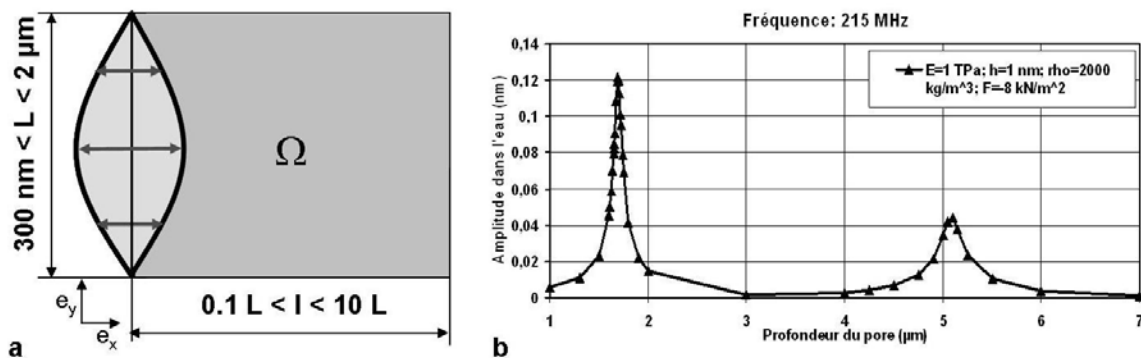 300 nm < L < 2 µm
Ω
e_y
e_x
0.1 L < l < 10 L
a
Fréquence: 215 MHz
Amplitude dans l'eau (nm)
0,14
0,12
0,1
0,08
0,06
0,04
0,02
0
E=1 TPa; h=1 nm; rho=2000
kg/m^3; F=-8 kN/m^2
1
2
3
4
5
6
7
Profondeur du pore (µm)
b